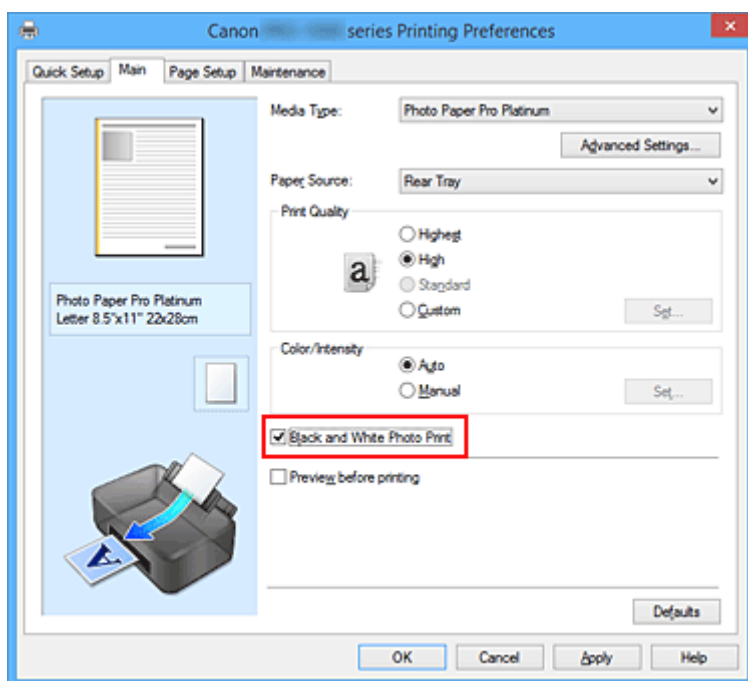 Canon series Printing Preferences
Quick Setup Main Page Setup Maintenance
Media Type: Photo Paper Pro Platinum
Advanced Settings...
Paper Source: Rear Tray
Print Quality
Highest
a High
Standard
Custom Set...
Photo Paper Pro Platinum
Letter 8.5"x11" 22x28cm
Color/Intensity
Auto
Manual Set...
Black and White Photo Print
Preview before printing
A
Defaults
OK Cancel Apply Help